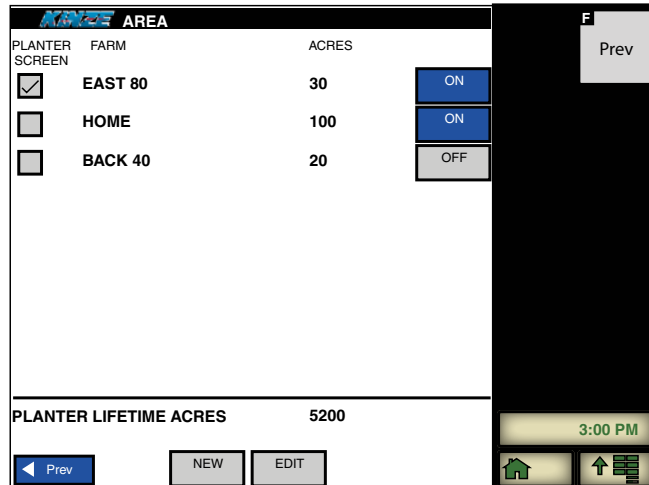 KINZE AREA
F
Prev
PLANTER SCREEN FARM ACRES
EAST 80 30 ON
HOME 100 ON
BACK 40 20 OFF
PLANTER LIFETIME ACRES 5200
3:00 PM
Prev NEW EDIT